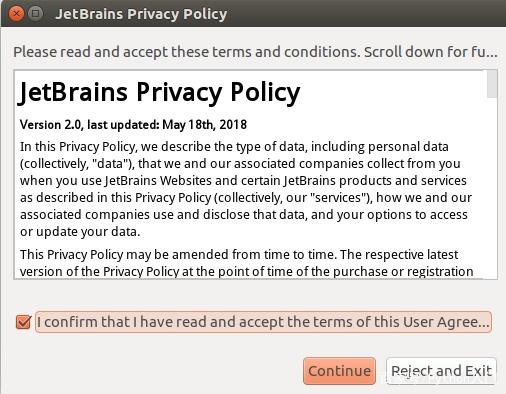 JetBrains Privacy Policy
Please read and accept these terms and conditions. Scroll down for fu...
JetBrains Privacy Policy
Version 2.0, last updated: May 18th, 2018
In this Privacy Policy, we describe the type of data, including personal data
(collectively, "data"), that we and our associated companies collect from you
when you use JetBrains Websites and certain JetBrains products and services
as described in this Privacy Policy (collectively, our "services"), how we and our
associated companies use and disclose that data, and your options to access
or update your data.
This Privacy Policy may be amended from time to time. The respective latest
version of the Privacy Policy at the point of time of the purchase or registration
I confirm that I have read and accept the terms of this User Agree...
Continue
Reject and Exit